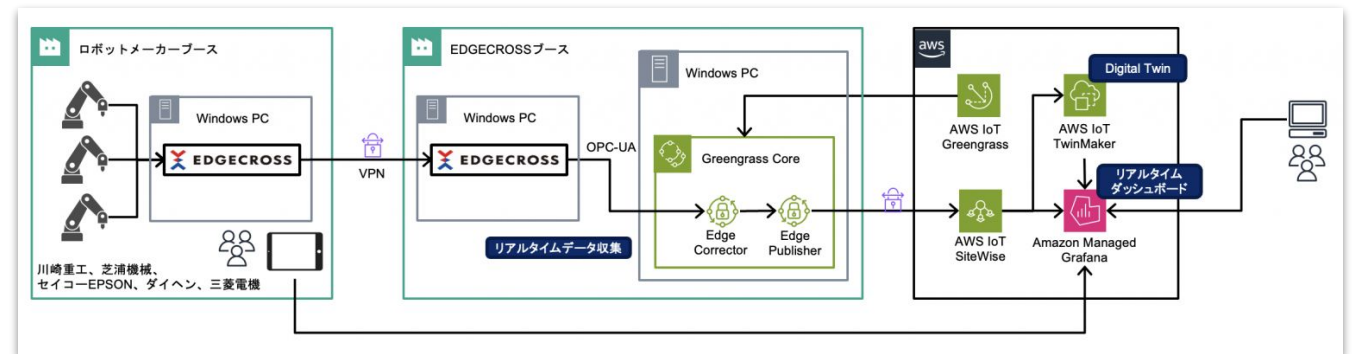 ロボットメーカーブース
Windows PC
EDGECROSS
川崎重工、芝浦機械、
セイコーEPSON、ダイヘン、三菱電機
VPN
EDGECROSSブース
Windows PC
EDGECROSS
OPC-UA
リアルタイムデータ収集
Windows PC
Greengrass Core
Edge
Corrector
Edge
Publisher
aws
Digital Twin
AWS IoT
Greengrass
AWS IoT
TwinMaker
リアルタイム
ダッシュボード
AWS IoT
SiteWise
Amazon Managed
Grafana